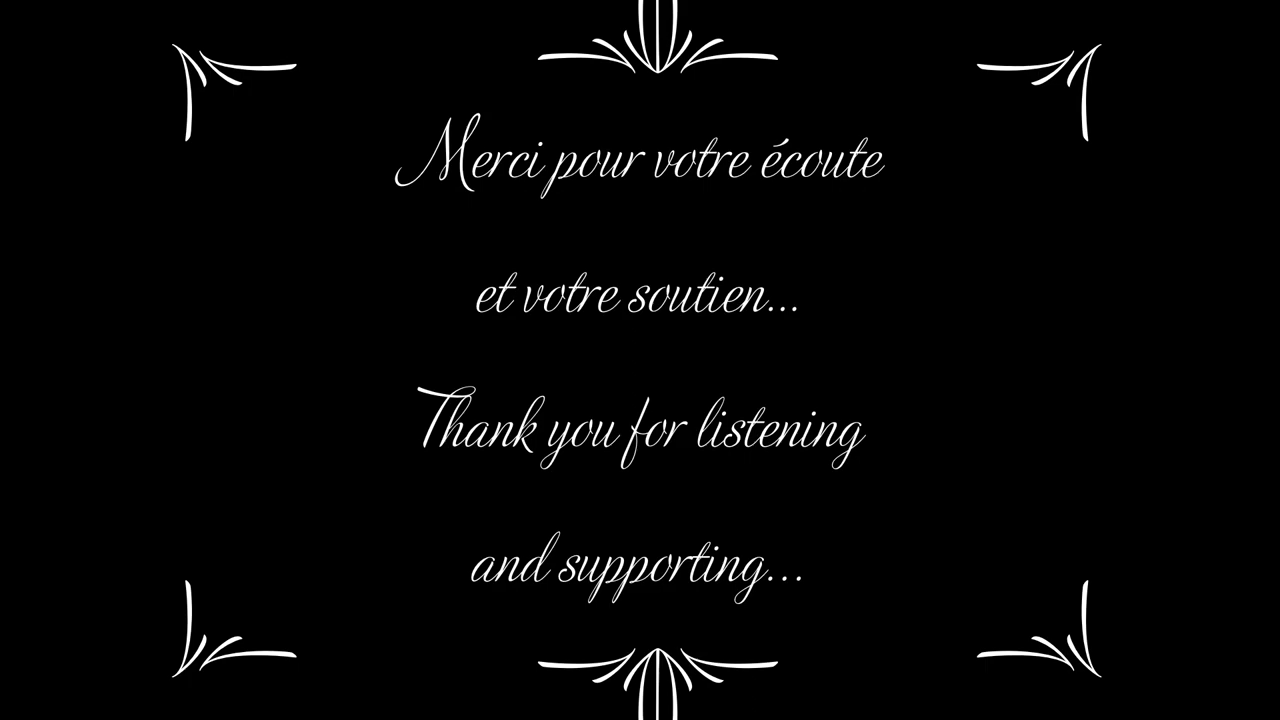 Merci pour votre écoute
et votre soutien...
Thank you for listening
and supporting...